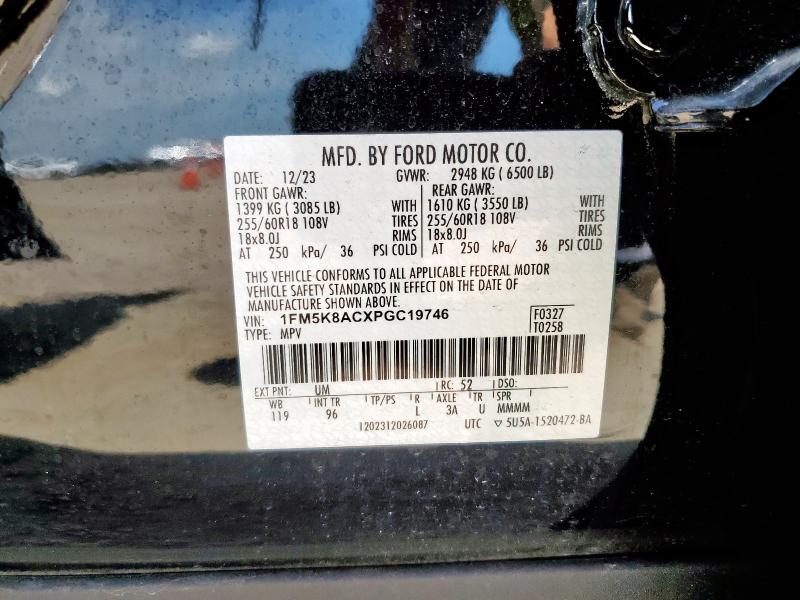 MFD. BY FORD MOTOR CO.
DATE: 12/23 GVWR: 2948 KG ( 6500 LB)
FRONT GAWR: REAR GAWR:
1399 KG ( 3085 LB) WITH 1610 KG ( 3550 LB) WITH
255/60R18 108V TIRES 255/60R18 108V TIRES
18x8.0J RIMS 18x8.0J RIMS
AT 250 kPa/ 36 PSI COLD AT 250 kPa/ 36 PSI COLD
THIS VEHICLE CONFORMS TO ALL APPLICABLE FEDERAL MOTOR
VEHICLE SAFETY STANDARDS IN EFFECT ON THE DATE OF
MANUFACTURE SHOWN ABOVE.
VIN: 1FM5K8ACXPGC19746 F0327
TYPE: MPV T0258
EXT PNT: UM RC: 52 DSO:
WB INT TR TP/PS R AXLE TR SPR
119 96 L 3A U MMMM
1202312026087 UTC ▽ 5U5A-1520472-BA